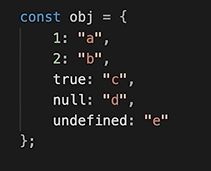 const obj = {
    1: "a",
    2: "b",
    true: "c",
    null: "d",
    undefined: "e"
};